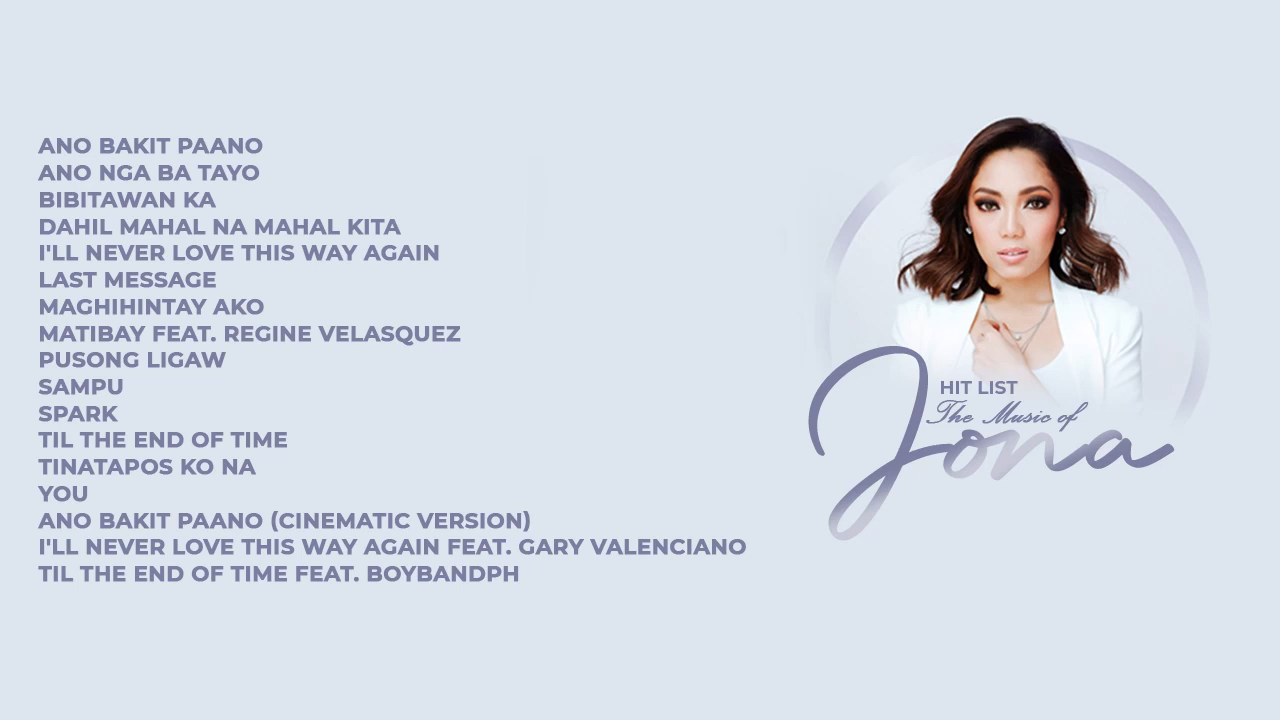 ANO BAKIT PAANO
ANO NGA BA TAYO
BIBITAWAN KA
DAHIL MAHAL NA MAHAL KITA
I'LL NEVER LOVE THIS WAY AGAIN
LAST MESSAGE
MAGHIHINTAY AKO
MATIBAY FEAT. REGINE VELASQUEZ
PUSONG LIGAW
SAMPU
SPARK
TIL THE END OF TIME
TINATAPOS KO NA
YOU
ANO BAKIT PAANO (CINEMATIC VERSION)
I'LL NEVER LOVE THIS WAY AGAIN FEAT. GARY VALENCIANO
TIL THE END OF TIME FEAT. BOYBANDPH
HIT LIST
The Music of
Jona